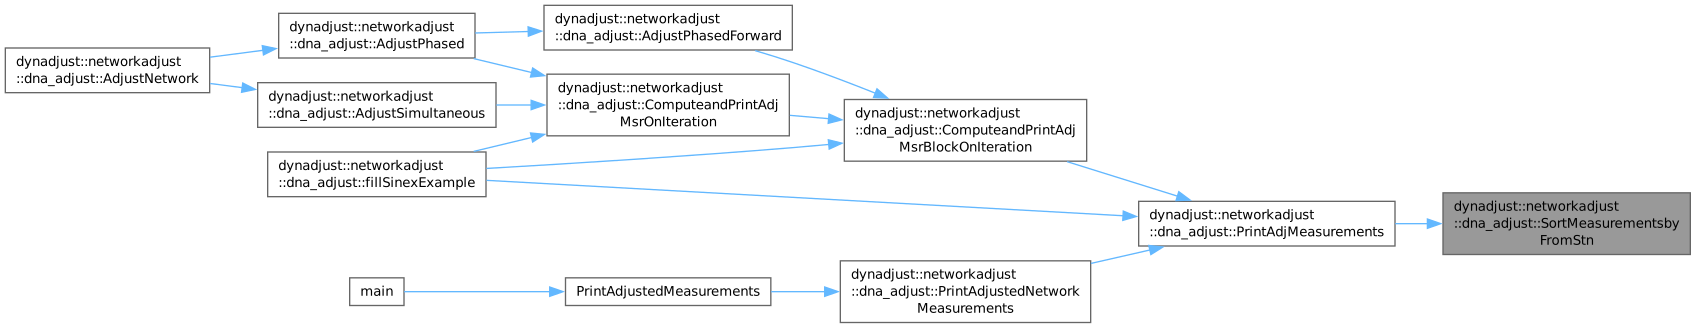 dynadjust::networkadjust
::dna_adjust::AdjustNetwork
dynadjust::networkadjust
::dna_adjust::AdjustPhased
dynadjust::networkadjust
::dna_adjust::AdjustSimultaneous
dynadjust::networkadjust
::dna_adjust::fillSinexExample
main
dynadjust::networkadjust
::dna_adjust::AdjustPhasedForward
dynadjust::networkadjust
::dna_adjust::ComputeandPrintAdj
MsrOnIteration
PrintAdjustedMeasurements
dynadjust::networkadjust
::dna_adjust::ComputeandPrintAdj
MsrBlockOnIteration
dynadjust::networkadjust
::dna_adjust::PrintAdjustedNetwork
Measurements
dynadjust::networkadjust
::dna_adjust::PrintAdjMeasurements
dynadjust::networkadjust
::dna_adjust::SortMeasurementsby
FromStn